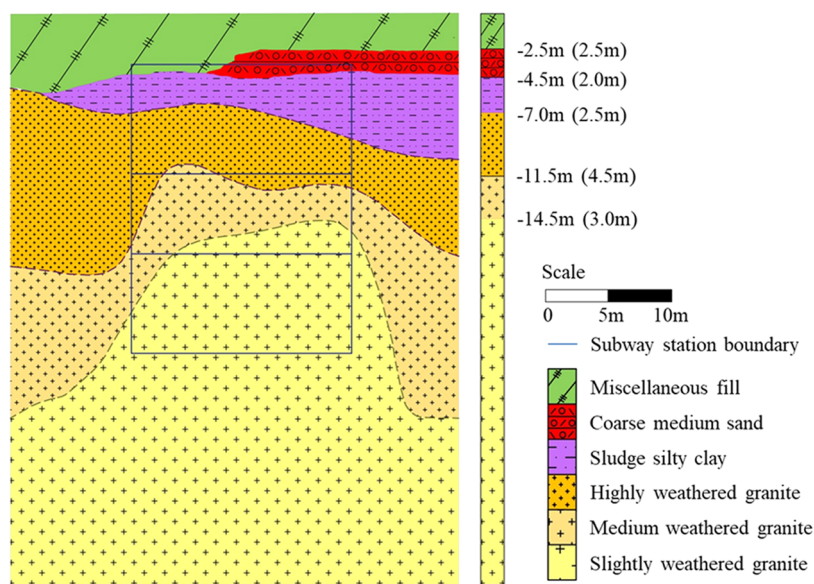 -2.5m (2.5m)
-4.5m (2.0m)
-7.0m (2.5m)
-11.5m (4.5m)
-14.5m (3.0m)
Scale
0 5m 10m
Subway station boundary
Miscellaneous fill
Coarse medium sand
Sludge silty clay
Highly weathered granite
Medium weathered granite
Slightly weathered granite